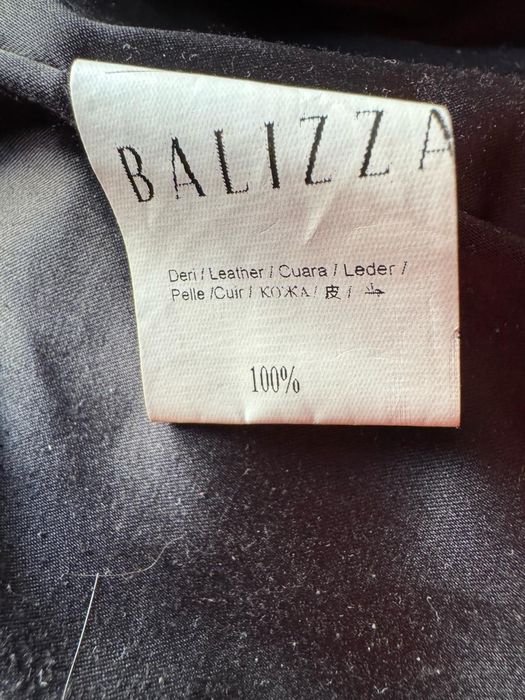 BALIZZA
Deri / Leather / Cuara / Leder /
Pelle /Cuir / КОЖА / 皮 /
100%